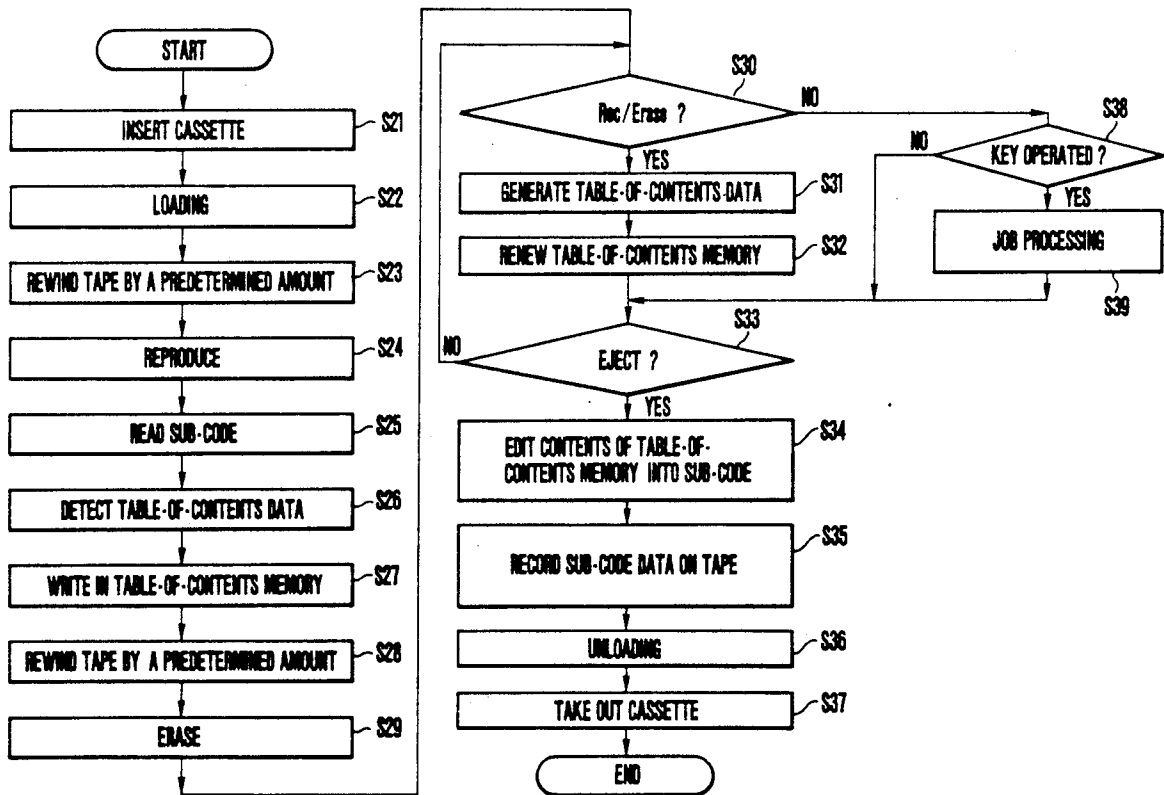 START
INSERT CASSETTE
S21
LOADING
S22
REWIND TAPE BY A PREDETERMINED AMOUNT
S23
REPRODUCE
S24
READ SUB-CODE
S25
DETECT TABLE-OF-CONTENTS DATA
S26
WRITE IN TABLE-OF-CONTENTS MEMORY
S27
REWIND TAPE BY A PREDETERMINED AMOUNT
S28
ERASE
S29
Rec/Erase ?
S30
NO
YES
GENERATE TABLE-OF-CONTENTS-DATA
S31
RENEW TABLE-OF-CONTENTS MEMORY
S32
EJECT ?
S33
NO
YES
EDIT CONTENTS OF TABLE-OF-
CONTENTS MEMORY INTO SUB-CODE
S34
RECORD SUB-CODE DATA ON TAPE
S35
UNLOADING
S36
TAKE OUT CASSETTE
S37
END
KEY OPERATED ?
S38
NO
YES
JOB PROCESSING
S39